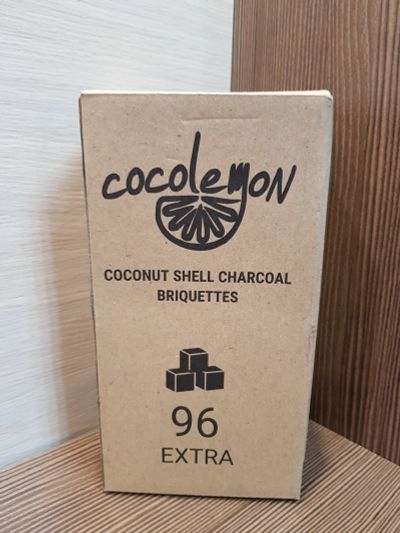 cocolemon
COCONUT SHELL CHARCOAL
BRIQUETTES
96
EXTRA